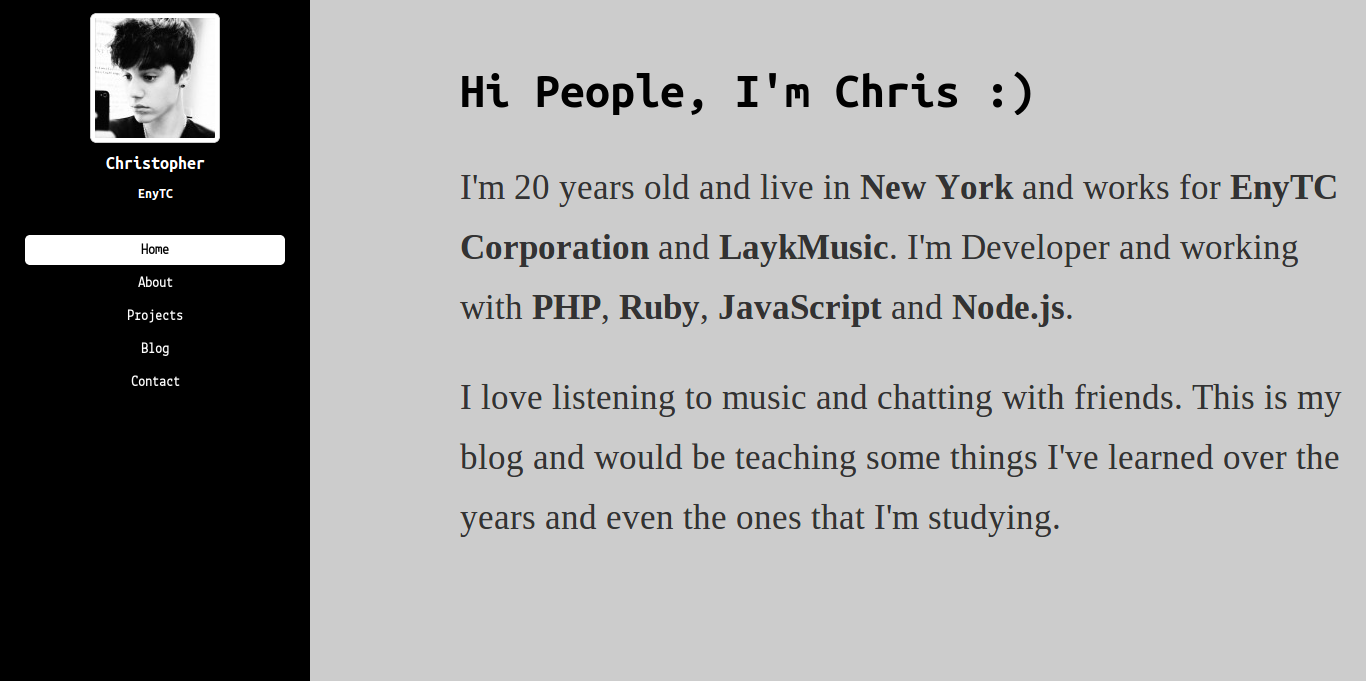 Christopher
EnyTC
Home
About
Projects
Blog
Contact
Hi People, I'm Chris :)
I'm 20 years old and live in New York and works for EnyTC
Corporation and LaykMusic. I'm Developer and working
with PHP, Ruby, JavaScript and Node.js.
I love listening to music and chatting with friends. This is my
blog and would be teaching some things I've learned over the
years and even the ones that I'm studying.